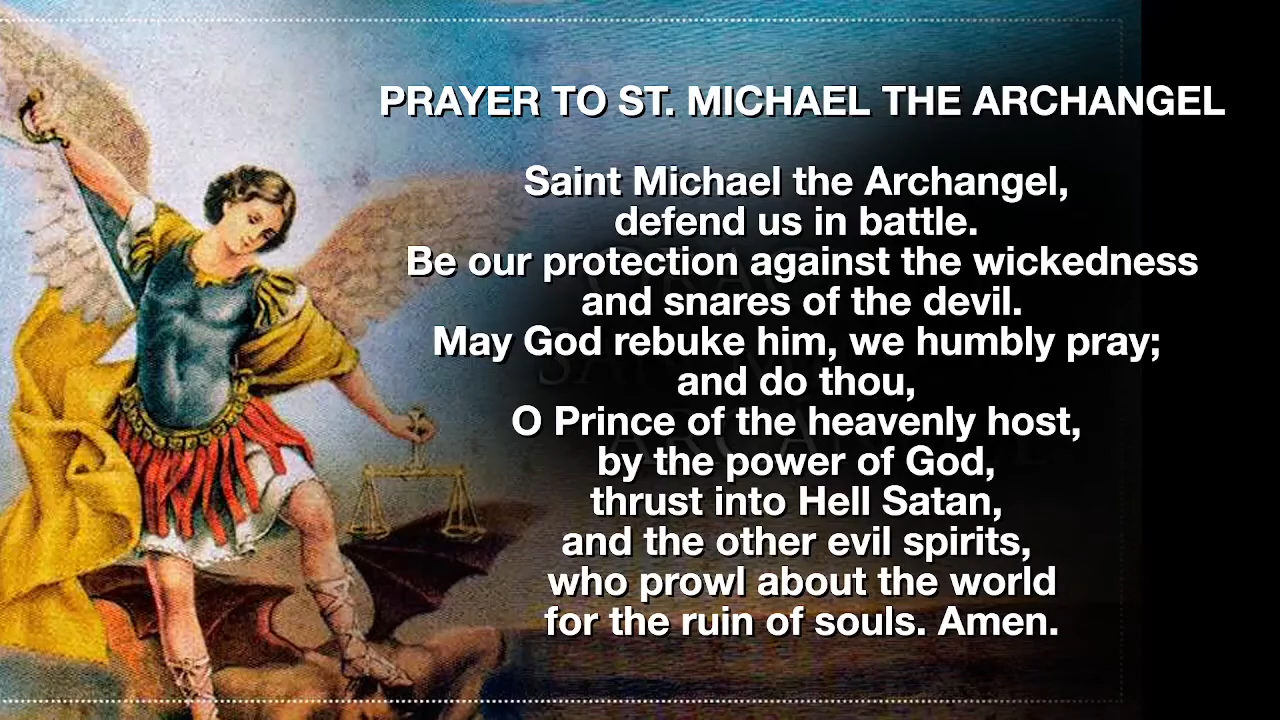 PRAYER TO ST. MICHAEL THE ARCHANGEL
Saint Michael the Archangel,
defend us in battle.
Be our protection against the wickedness
and snares of the devil.
May God rebuke him, we humbly pray;
and do thou,
O Prince of the heavenly host,
by the power of God,
thrust into Hell Satan,
and the other evil spirits,
who prowl about the world
for the ruin of souls. Amen.